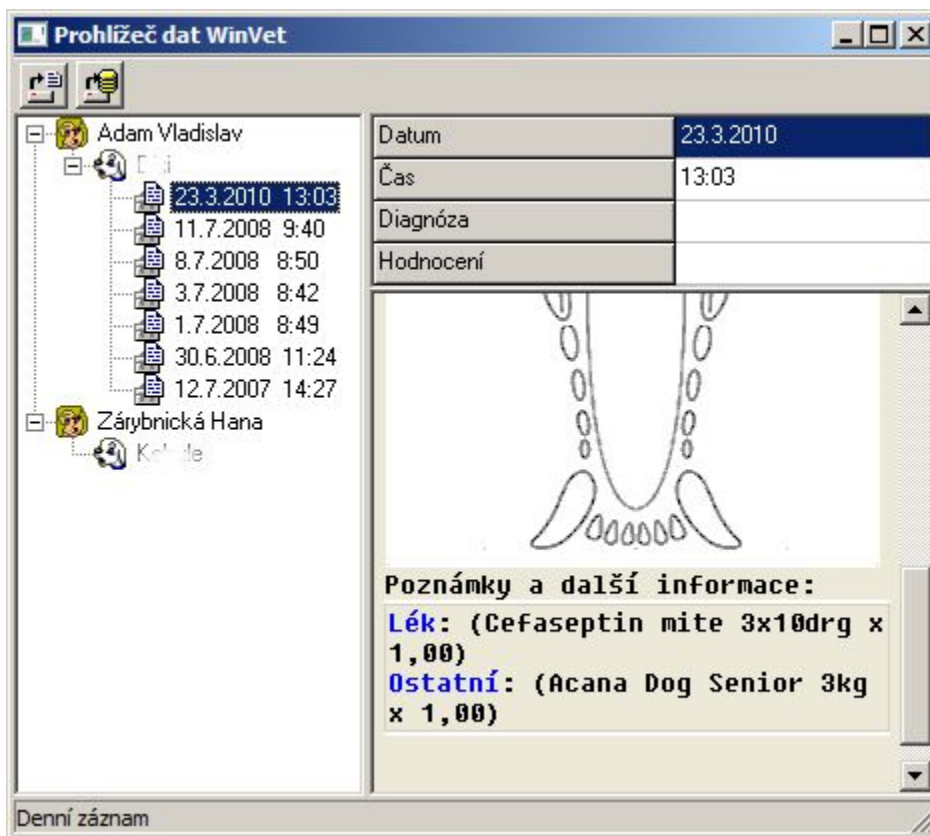 Prohlížeč dat WinVet
Adam Vladislav
23.3.2010 13:03
11.7.2008 9:40
8.7.2008 8:50
3.7.2008 8:42
1.7.2008 8:49
30.6.2008 11:24
12.7.2007 14:27
Zárybnická Hana
Datum 23.3.2010
Čas 13:03
Diagnóza
Hodnocení
Poznámky a další informace:
Lék: (Cefaseptin mite 3x10drg x
1,00)
Ostatní: (Acana Dog Senior 3kg
x 1,00)
Denní záznam